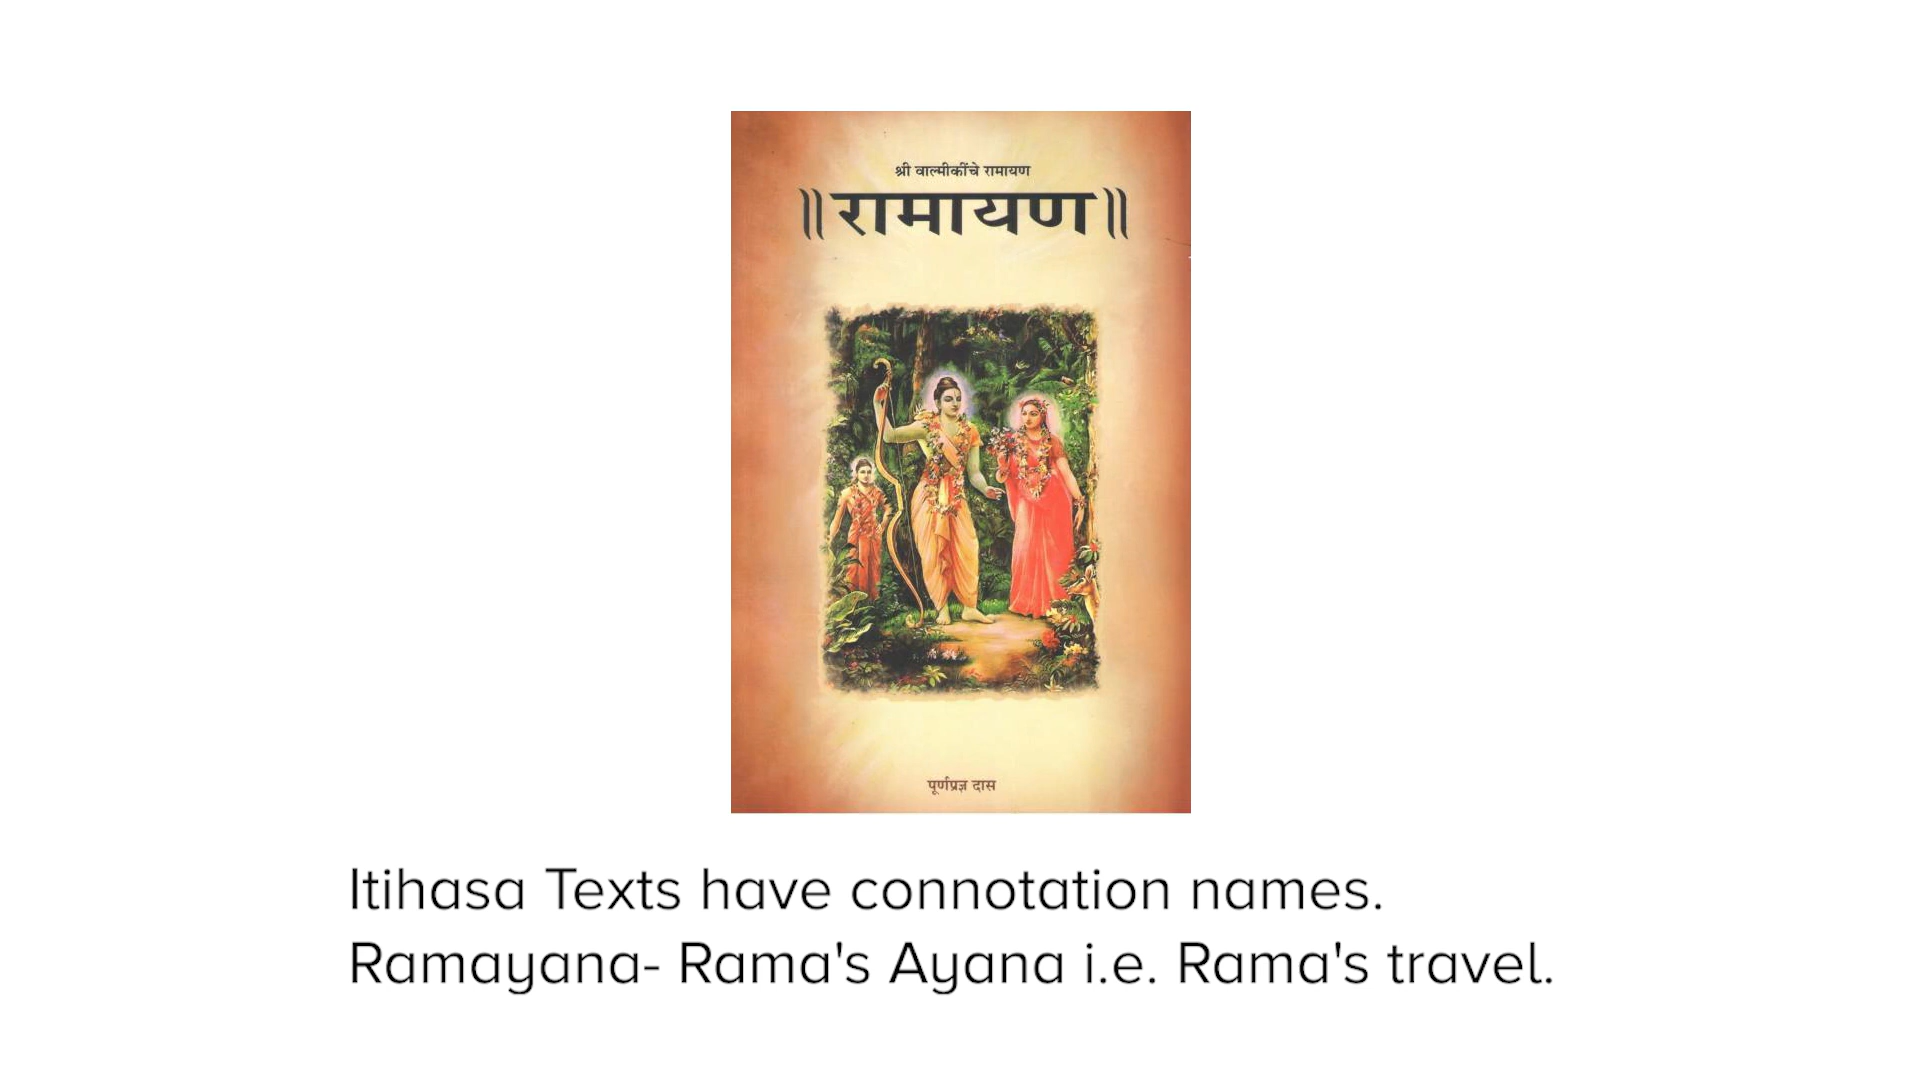 श्री वाल्मीकींचे रामायण
॥रामायण॥
पूर्णप्रज्ञ दास
Itihasa Texts have connotation names.
Ramayana- Rama's Ayana i.e. Rama's travel.